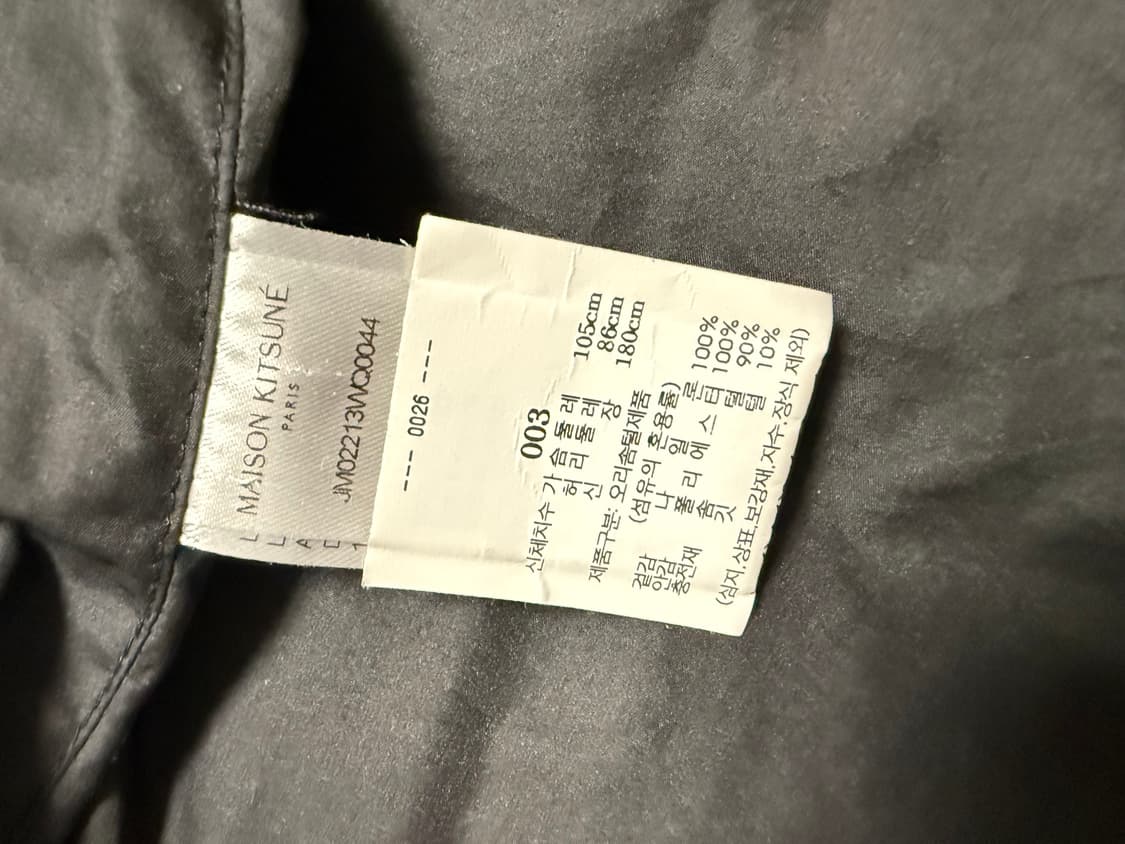 MAISON KITSUNÉ
PARIS
JM02213WQ0044
--- 0026 ---
003
신체치수 가슴둘레 105cm
허리둘레 86cm
신장 180cm
제품구분: 오리솜털제품
(섬유의 혼용률)
겉감 나일론 100%
안감 폴리에스터 100%
충전재 솜털 90%
깃털 10%
(심지,상표,보강재,자수,장식 제외)